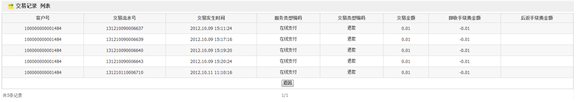 交易记录 列表
客户号 交易流水号 交易发生时间 服务类型编码 交易类型编码 交易金额 即收手续费金额 后返手续费金额
100000000001484 131210090006637 2012.10.09 15:11:24 在线支付 退款 0.01 -0.01
100000000001484 131210090006639 2012.10.09 15:17:16 在线支付 退款 0.01 -0.01
100000000001484 131210090006640 2012.10.09 15:19:20 在线支付 退款 0.01 -0.01
100000000001484 131210090006643 2012.10.09 15:20:24 在线支付 退款 0.01 -0.01
100000000001484 131210110006710 2012.10.11 11:10:16 在线支付 退款 0.01 -0.01
返回
共5条记录 1/1